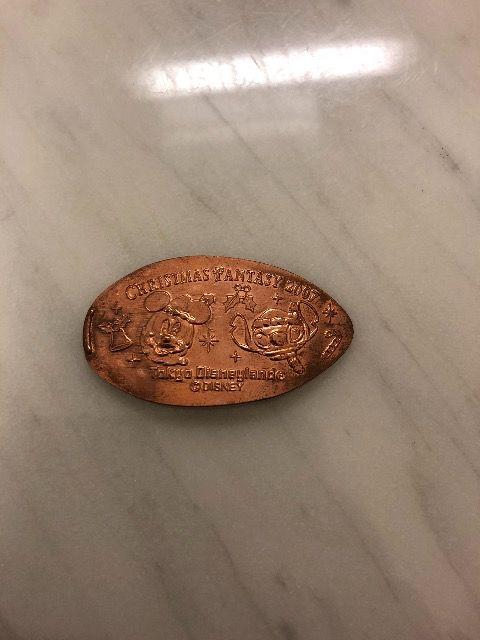 CHRISTMAS FANTASY 2007
Tokyo Disneyland®
© DISNEY